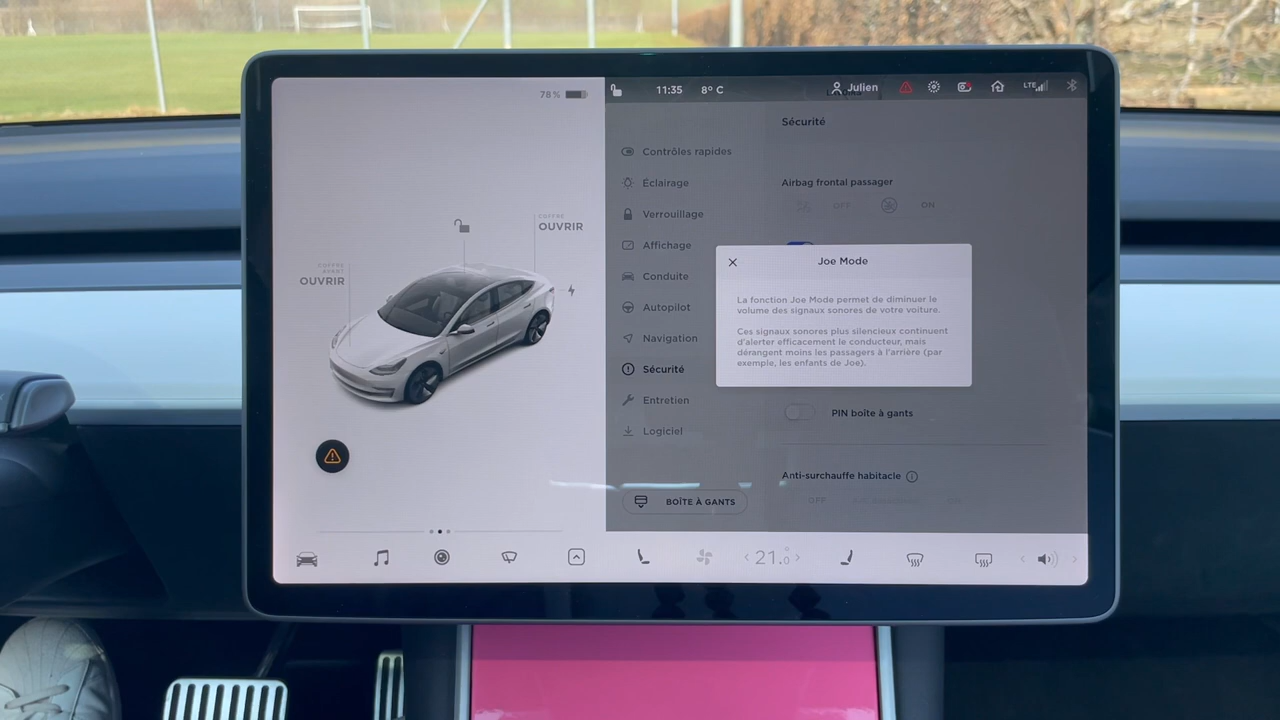 78 %
11:35 8° C Julien LTE
COFFRE
OUVRIR
COFFRE
AVANT
OUVRIR
Contrôles rapides
Éclairage
Verrouillage
Affichage
Conduite
Autopilot
Navigation
Sécurité
Entretien
Logiciel
BOÎTE À GANTS
Sécurité
Airbag frontal passager
OFF ON
Joe Mode
La fonction Joe Mode permet de diminuer le
volume des signaux sonores de votre voiture.
Ces signaux sonores plus silencieux continuent
d'alerter efficacement le conducteur, mais
dérangent moins les passagers à l'arrière (par
exemple, les enfants de Joe).
PIN boîte à gants
Anti-surchauffe habitacle
OFF
21.0